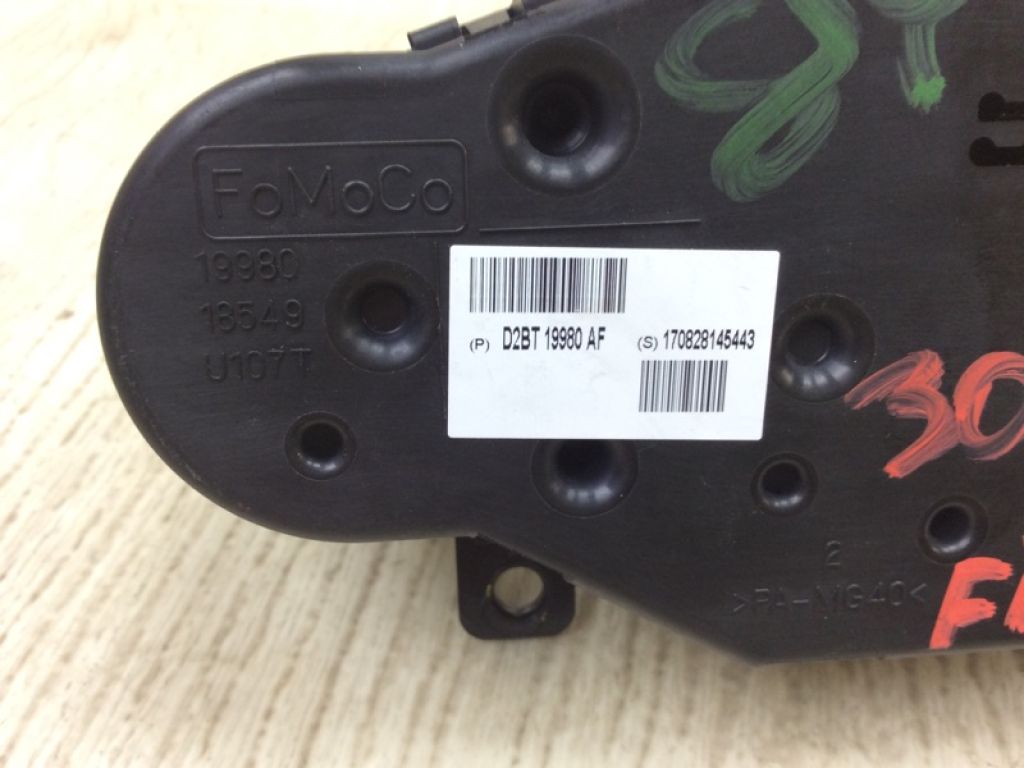 FoMoCo
19980
18549
U107T
(P) D2BT 19980 AF (S) 170828145443
30
2
>PA-MG40<